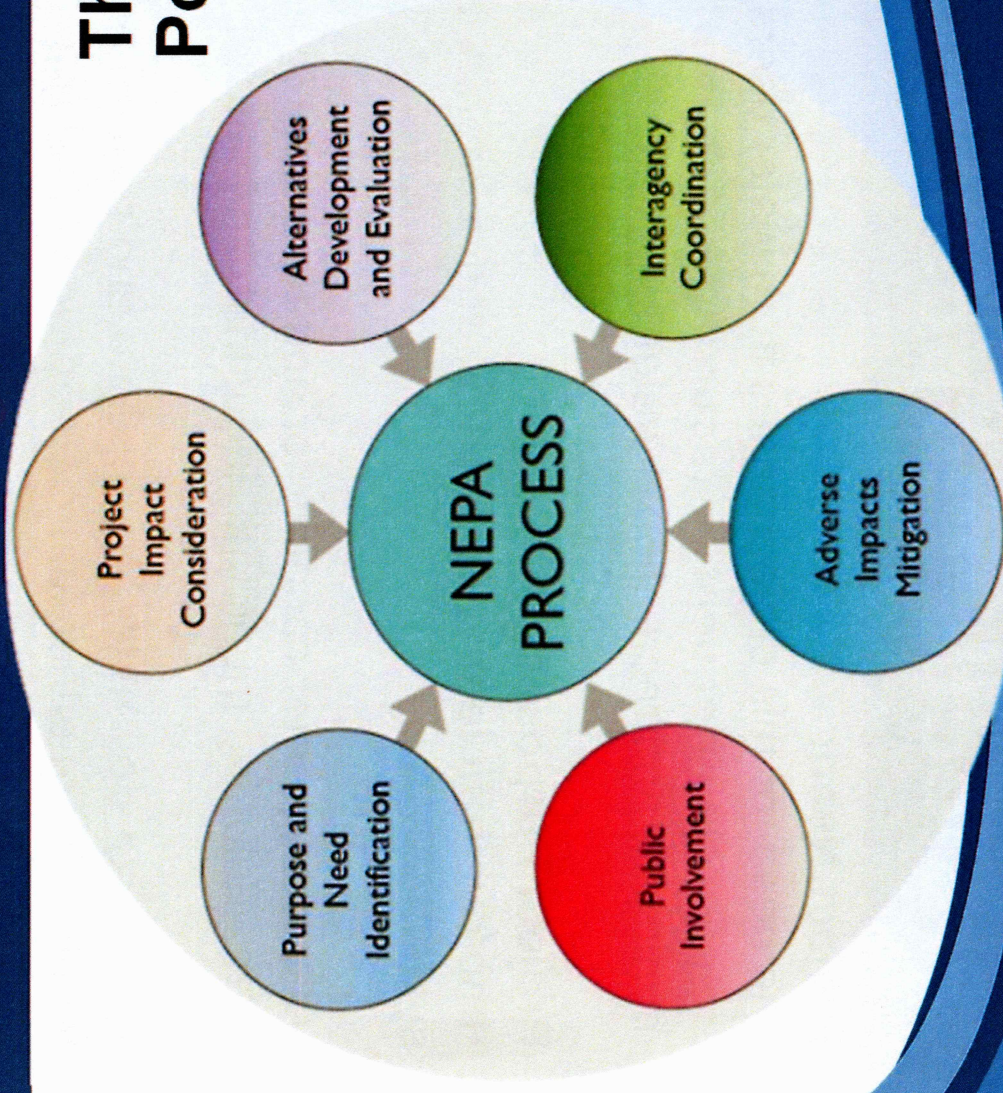 Project
Impact
Consideration
Purpose and
Need
Identification
Alternatives
Development
and Evaluation
NEPA
PROCESS
Public
Involvement
Interagency
Coordination
Adverse
Impacts
Mitigation